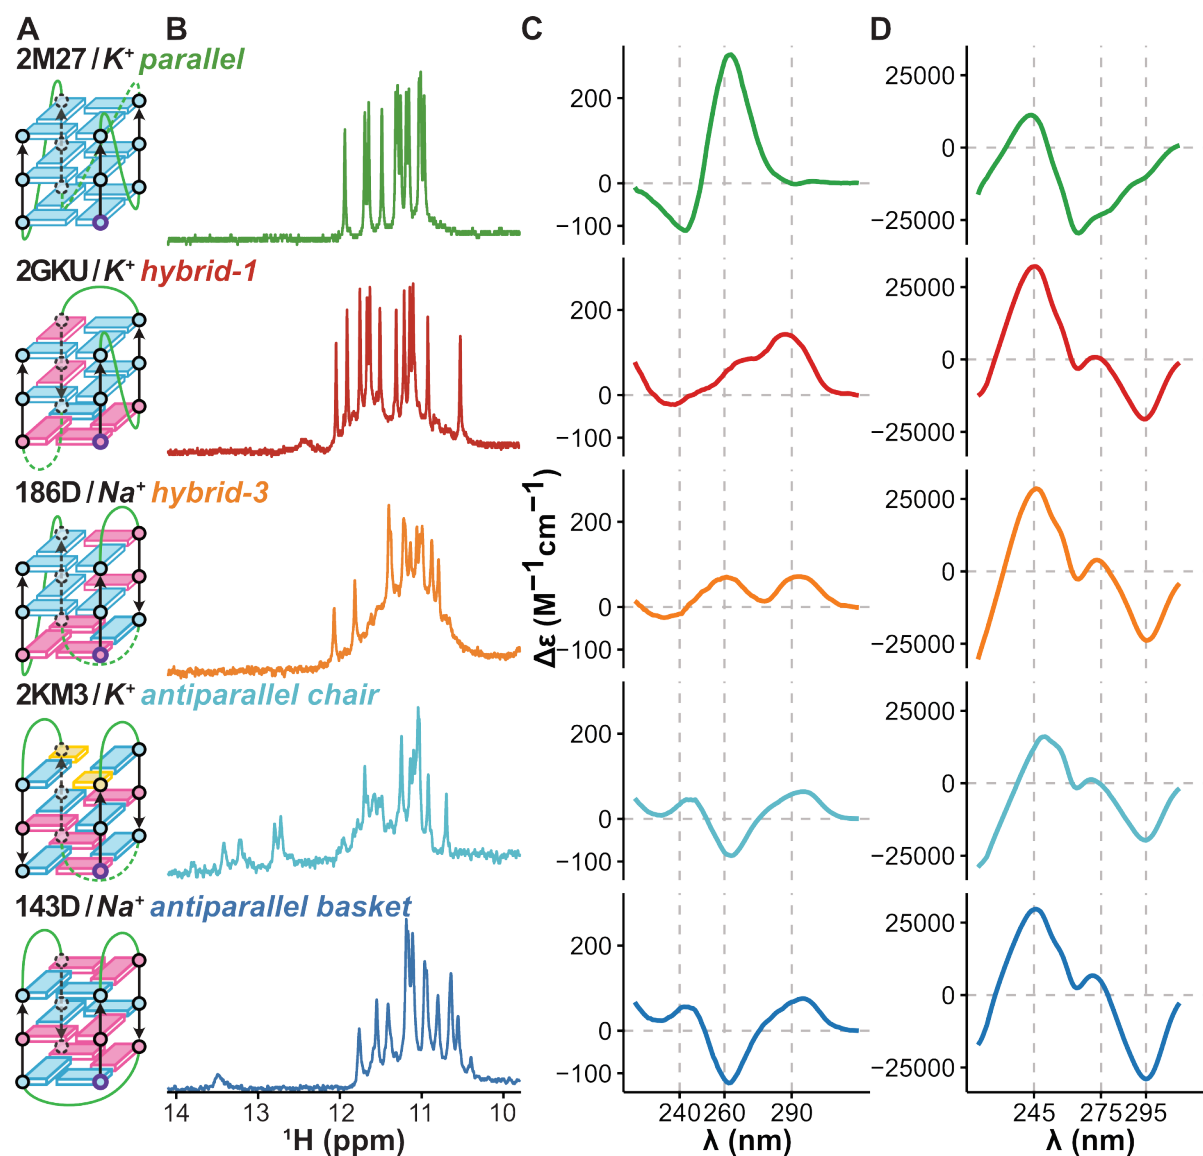 A B C D
2M27 / K⁺ parallel
200
0
−100
25000
0
−25000
2GKU / K⁺ hybrid-1
200
0
−100
25000
0
−25000
186D / Na⁺ hybrid-3
200
0
−100
25000
0
−25000
Δε (M⁻¹cm⁻¹)
2KM3 / K⁺ antiparallel chair
200
0
−100
25000
0
−25000
143D / Na⁺ antiparallel basket
200
0
−100
25000
0
−25000
14 13 12 11 10
¹H (ppm)
240 260 290
λ (nm)
245 275 295
λ (nm)